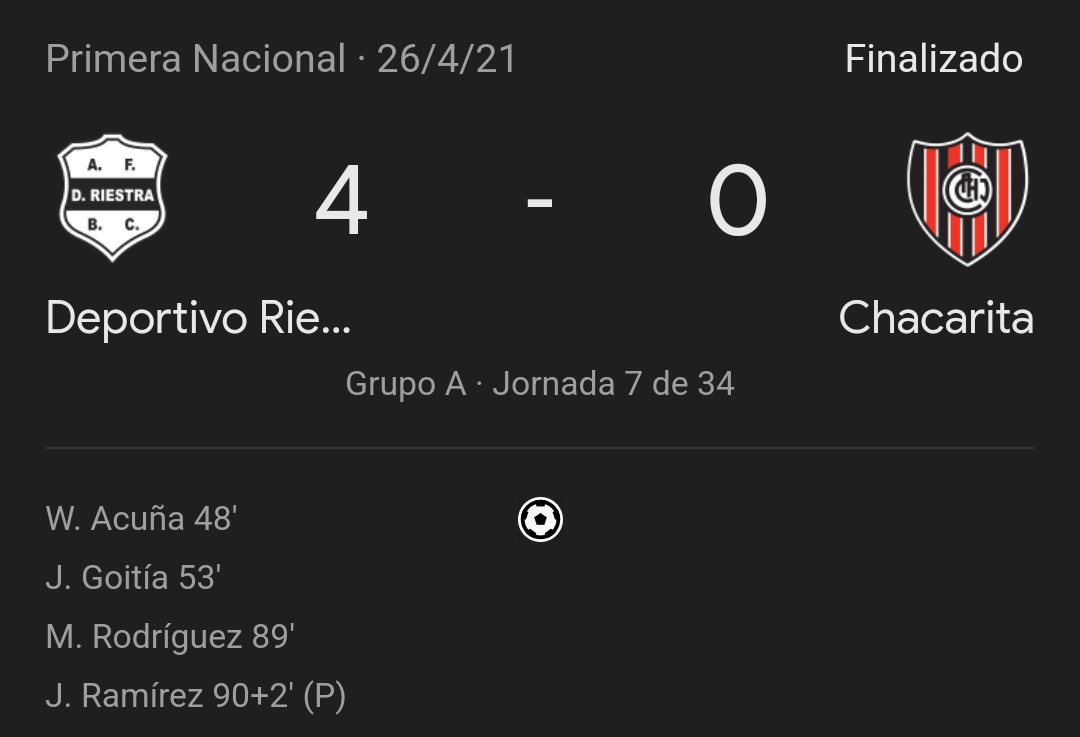 Primera Nacional · 26/4/21 Finalizado
A. F.
D. RIESTRA
B. C.
4 - 0
Deportivo Rie... Chacarita
Grupo A · Jornada 7 de 34
W. Acuña 48'
J. Goitía 53'
M. Rodríguez 89'
J. Ramírez 90+2' (P)